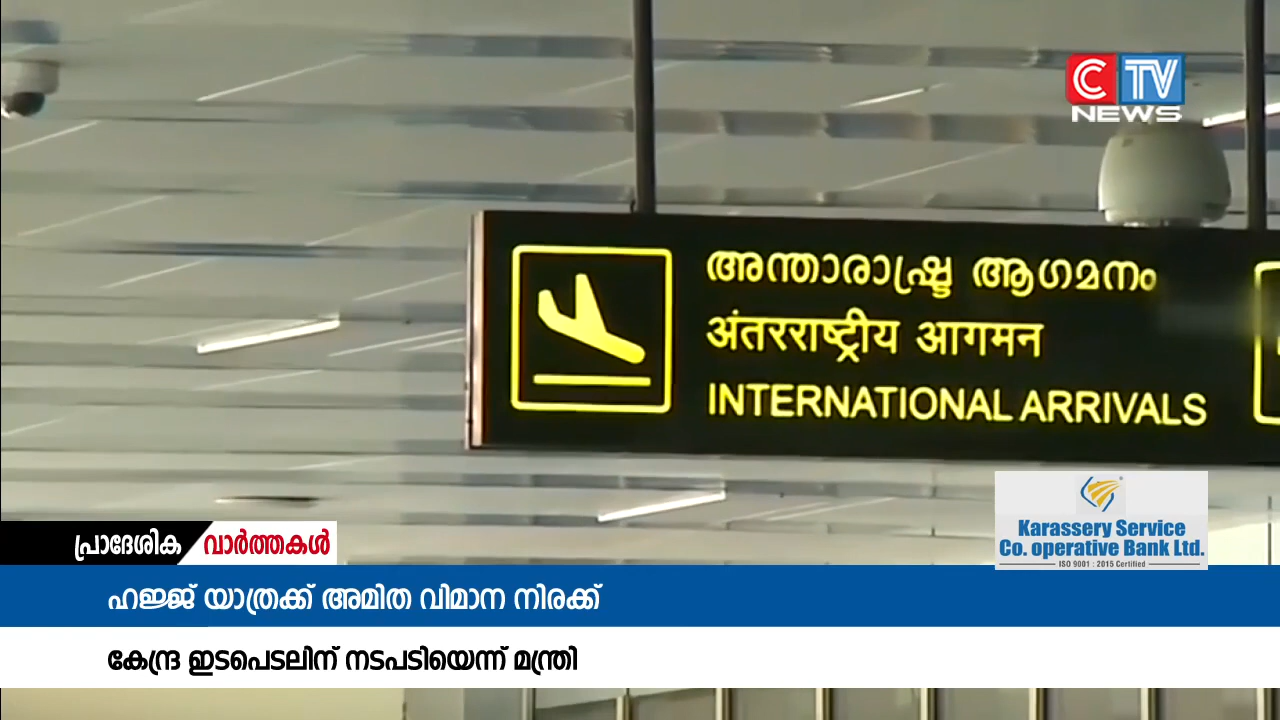 C TV
NEWS
അന്താരാഷ്ട്ര ആഗമനം
अंतरराष्ट्रीय आगमन
INTERNATIONAL ARRIVALS
Karassery Service
Co. operative Bank Ltd.
ISO 9001 : 2015 Certified
പ്രാദേശിക വാർത്തകൾ
ഹജ്ജ് യാത്രക്ക് അമിത വിമാന നിരക്ക്
കേന്ദ്ര ഇടപെടലിന് നടപടിയെന്ന് മന്ത്രി